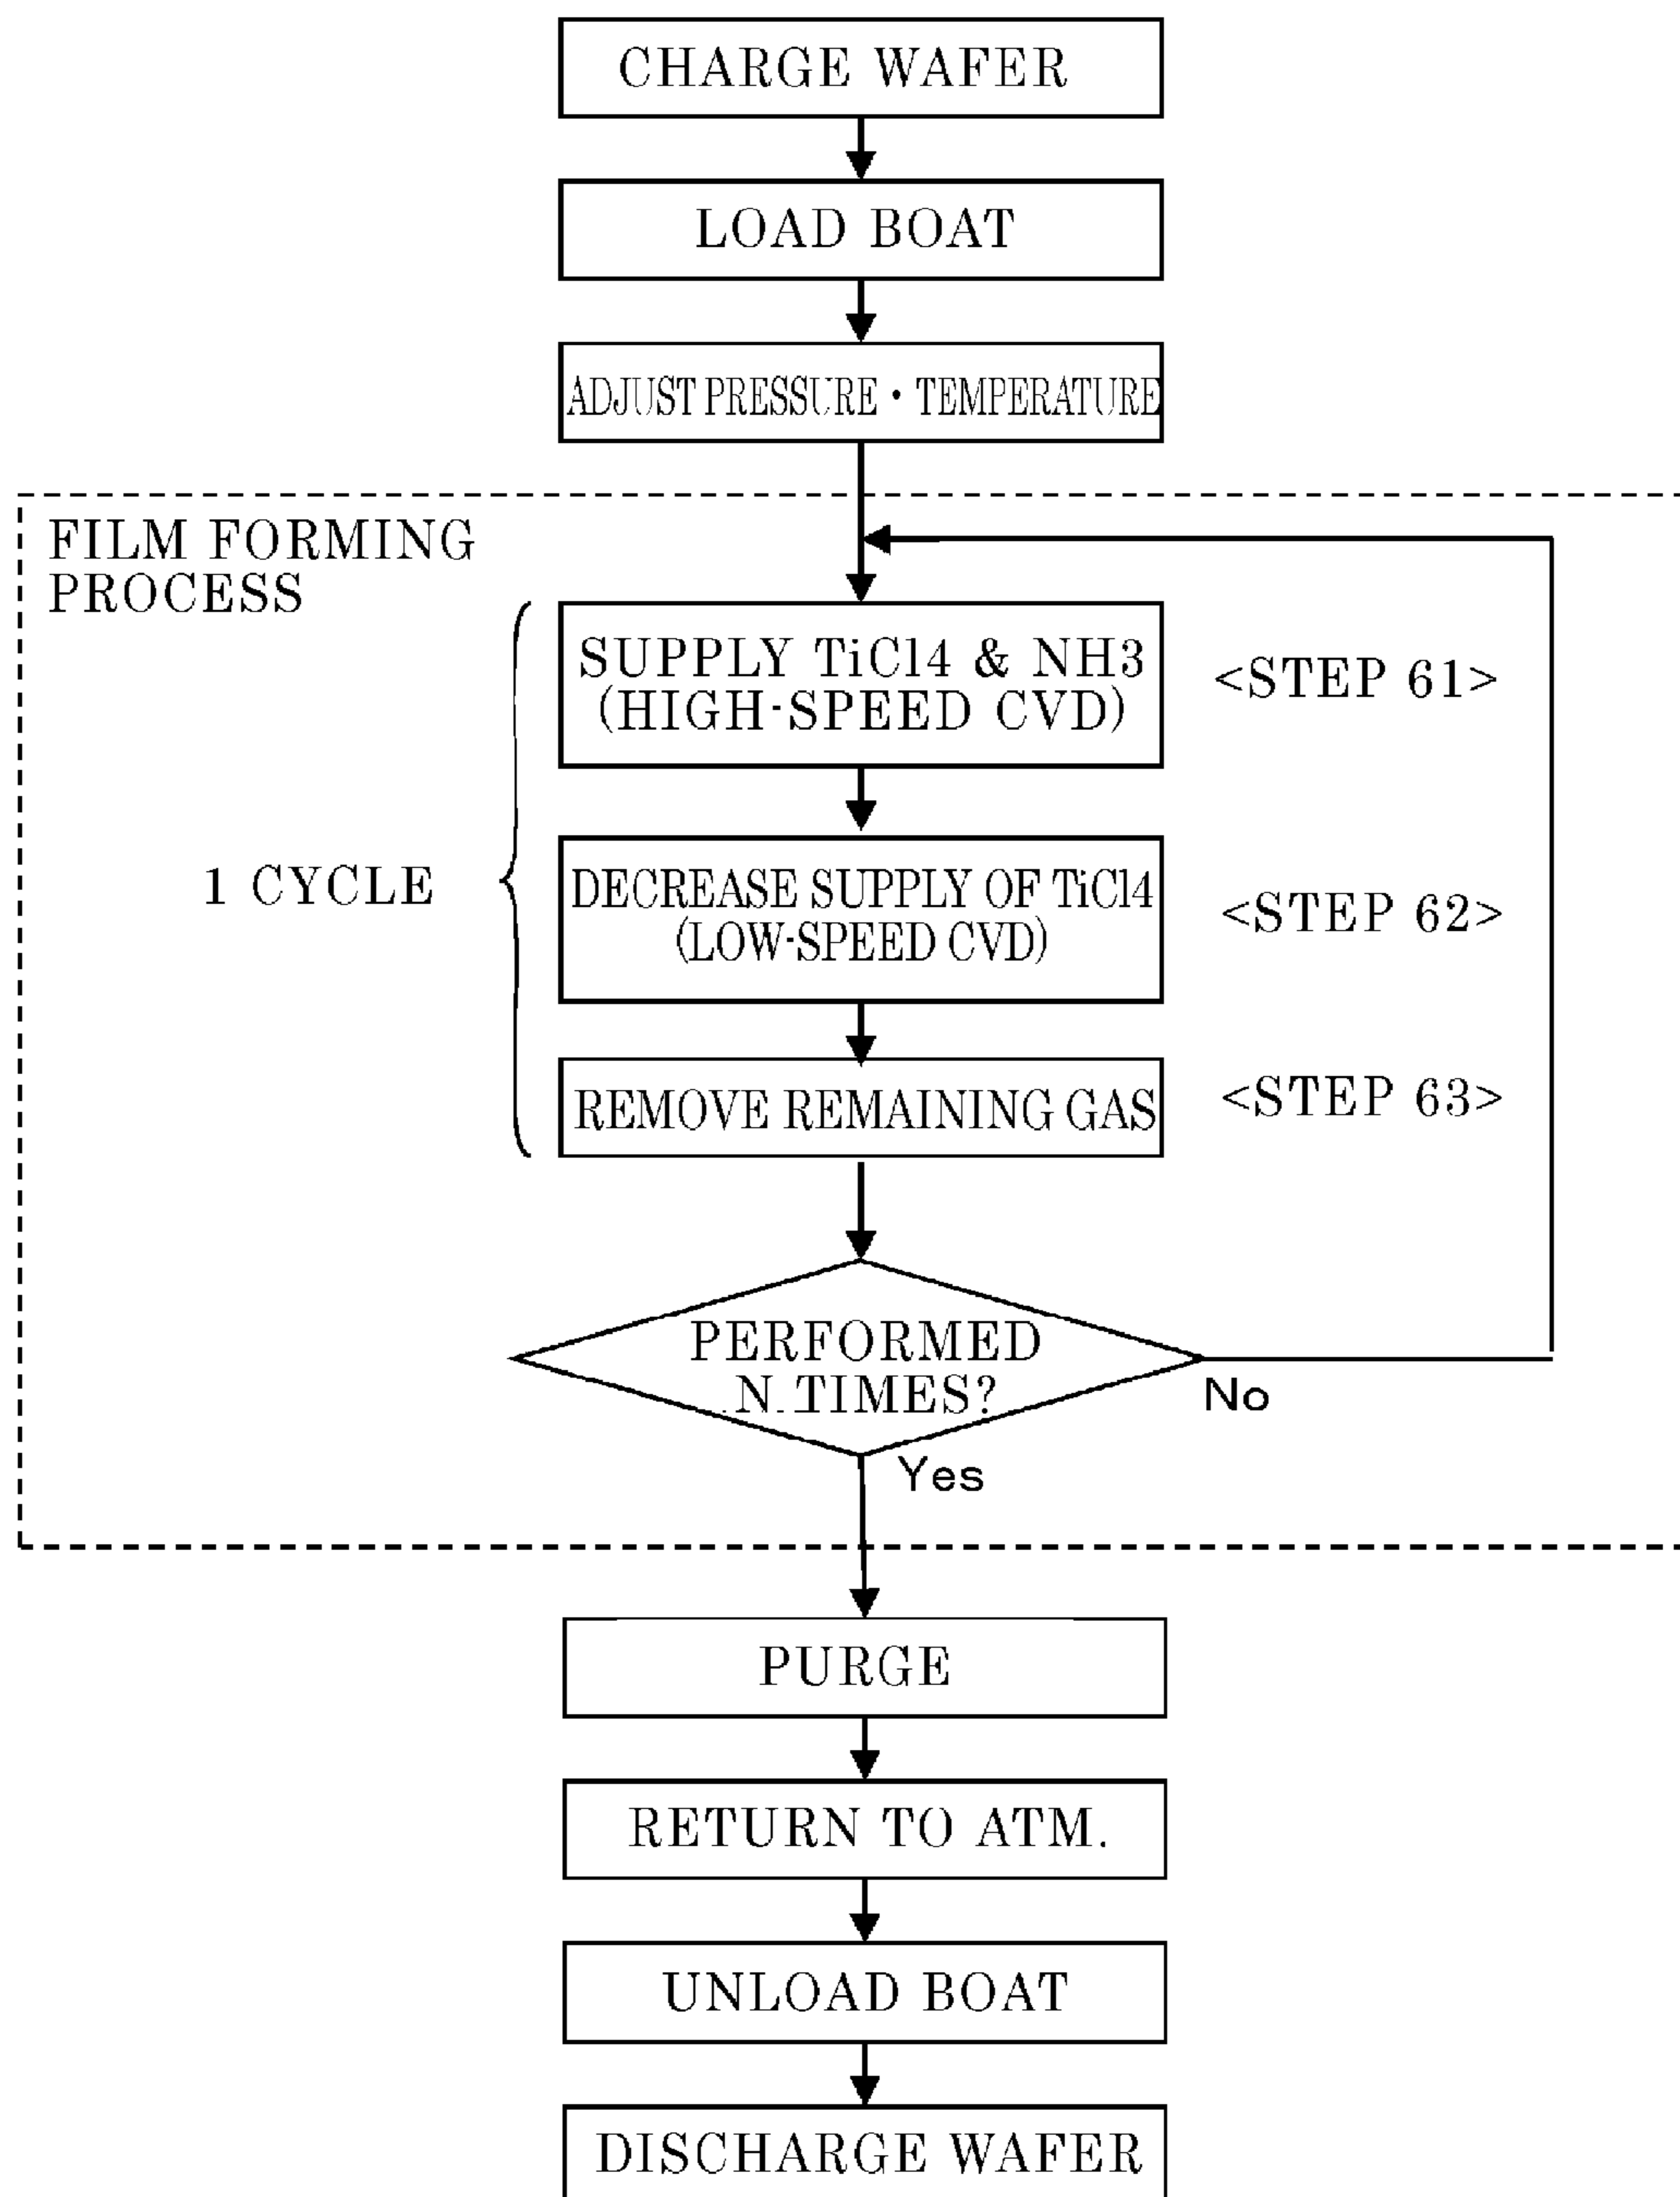 CHARGE WAFER
LOAD BOAT
ADJUST PRESSURE・TEMPERATURE
FILM FORMING
PROCESS
SUPPLY TiCl4 & NH3
(HIGH-SPEED CVD)
<STEP 61>
1 CYCLE
DECREASE SUPPLY OF TiCl4
(LOW-SPEED CVD)
<STEP 62>
REMOVE REMAINING GAS
<STEP 63>
PERFORMED
N TIMES?
No
Yes
PURGE
RETURN TO ATM.
UNLOAD BOAT
DISCHARGE WAFER